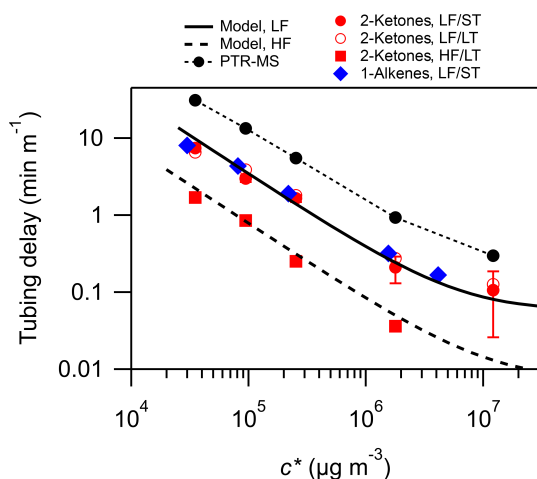 Model, LF
Model, HF
PTR-MS
2-Ketones, LF/ST
2-Ketones, LF/LT
2-Ketones, HF/LT
1-Alkenes, LF/ST
Tubing delay (min m⁻¹)
10
1
0.1
0.01
10⁴ 10⁵ 10⁶ 10⁷
c* (µg m⁻³)